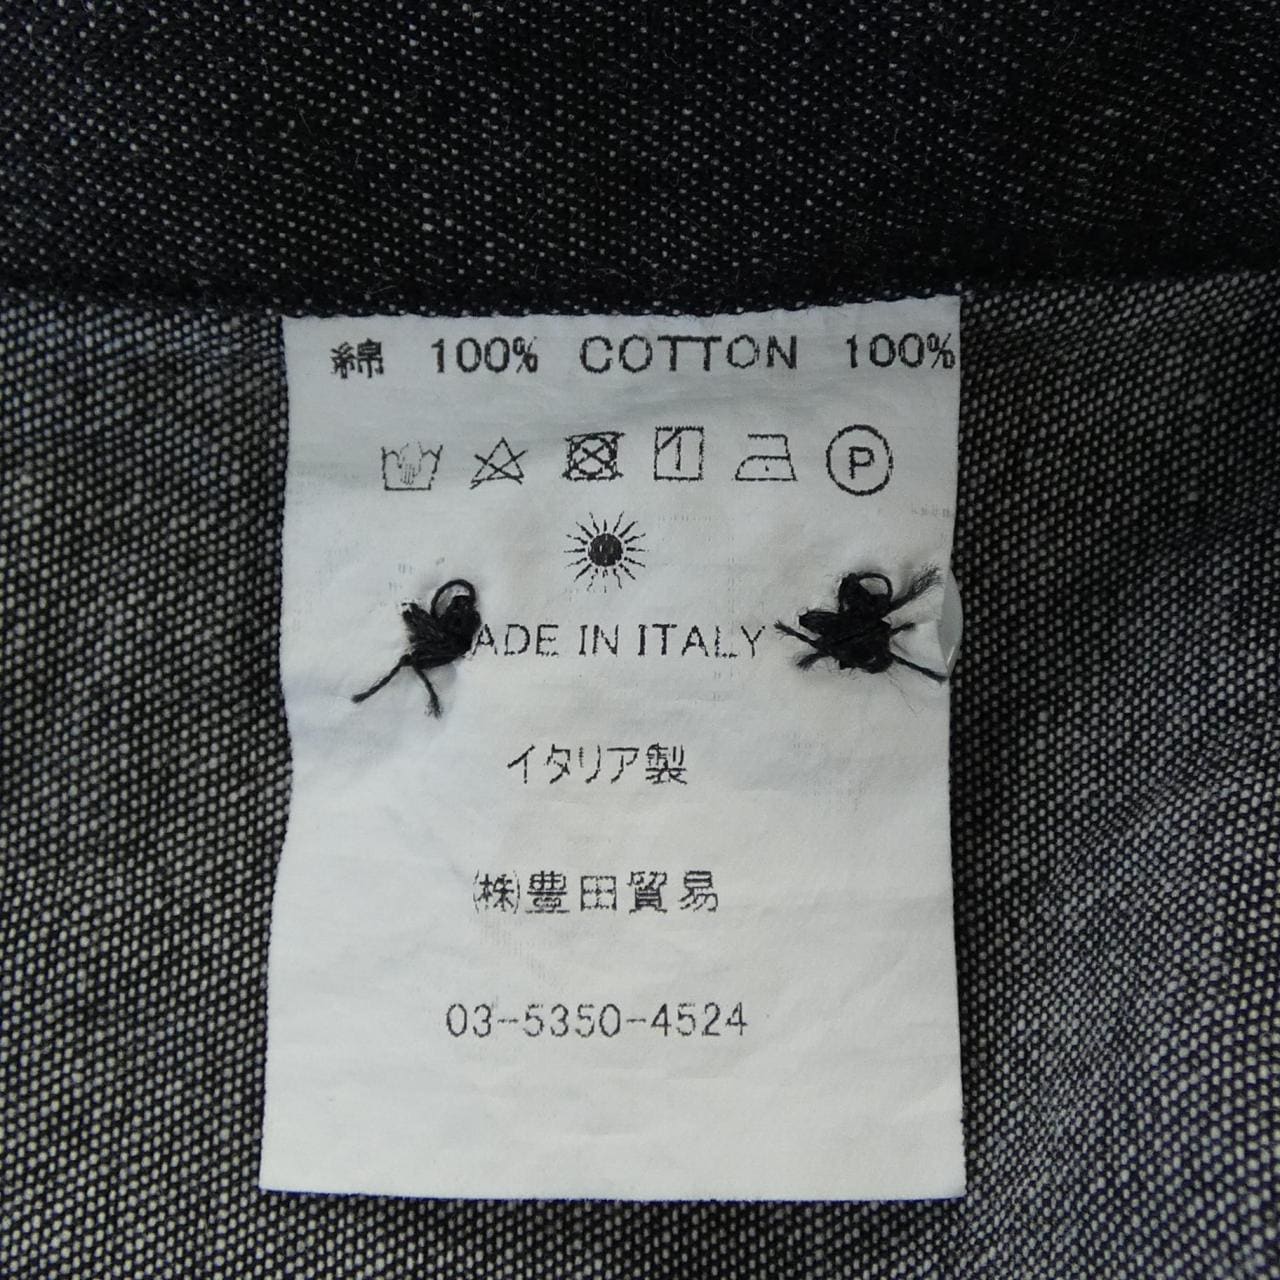 綿 100% COTTON 100%
P
ADE IN ITALY
イタリア製
㈱豊田貿易
03-5350-4524